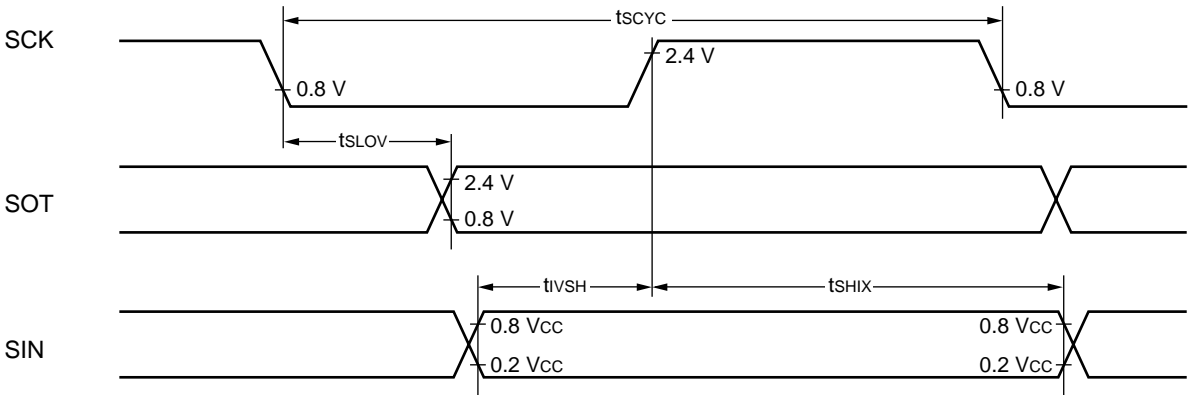 tSCYC
SCK
2.4 V
0.8 V
0.8 V
tSLOV
2.4 V
SOT
0.8 V
tIVSH
tSHIX
0.8 VCC
0.8 VCC
SIN
0.2 VCC
0.2 VCC